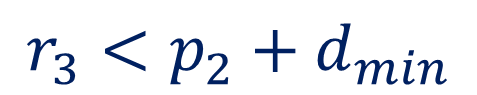 r₃ < p₂ + dₘᵢₙ